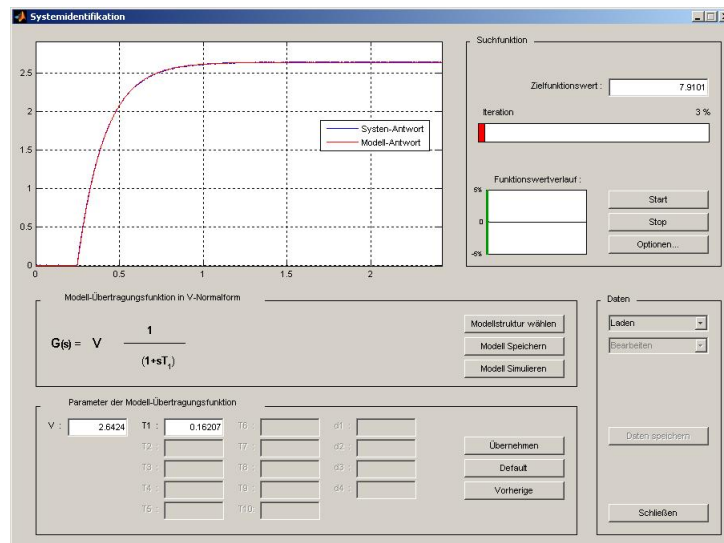 Systemidentifikation
2.5
2
1.5
1
0.5
0
0 0.5 1 1.5 2
Systen-Antwort
Modell-Antwort
Suchfunktion
Zielfunktionswert : 7.9101
Iteration 3 %
Funktionswertverlauf :
5%
0
-5%
Start
Stop
Optionen...
Modell-Übertragungsfunktion in V-Normalform
G(s) = V 1
(1+sT1)
Modellstruktur wählen
Modell Speichern
Modell Simulieren
Daten
Laden
Bearbeiten
Daten speichern
Schließen
Parameter der Modell-Übertragungsfunktion
V : 2.6424 T1 : 0.16207 T6 : d1 :
T2 : T7 : d2 :
T3 : T8 : d3 :
T4 : T9 : d4 :
T5 : T10:
Übernehmen
Default
Vorherige